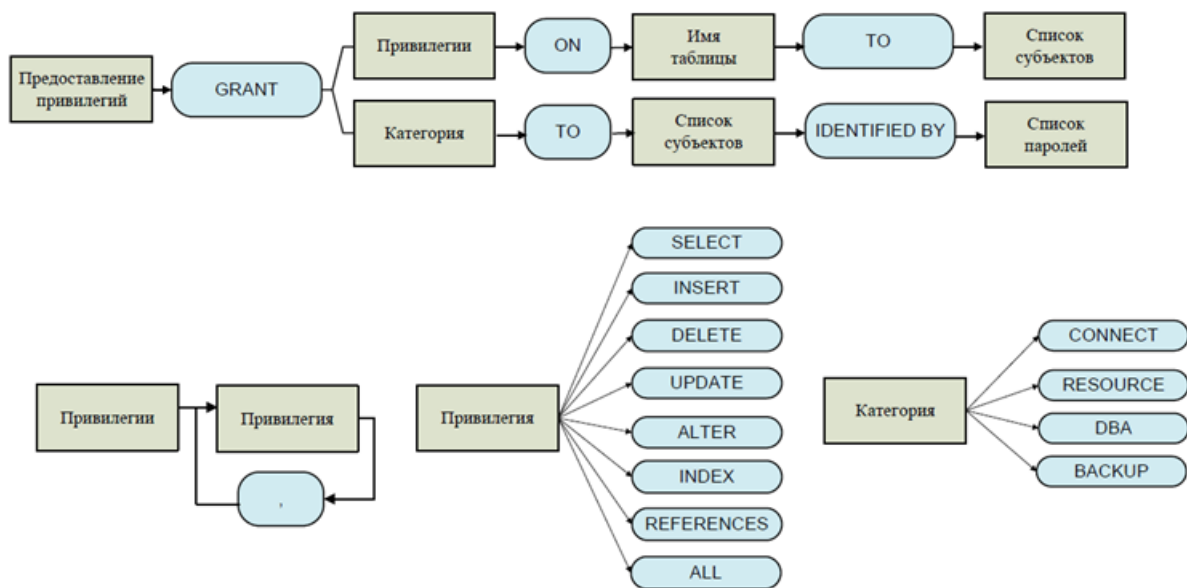 Предоставление
привилегий
GRANT
Привилегии
ON
Имя
таблицы
TO
Список
субъектов
Категория
TO
Список
субъектов
IDENTIFIED BY
Список
паролей
Привилегии
Привилегия
,
Привилегия
SELECT
INSERT
DELETE
UPDATE
ALTER
INDEX
REFERENCES
ALL
Категория
CONNECT
RESOURCE
DBA
BACKUP